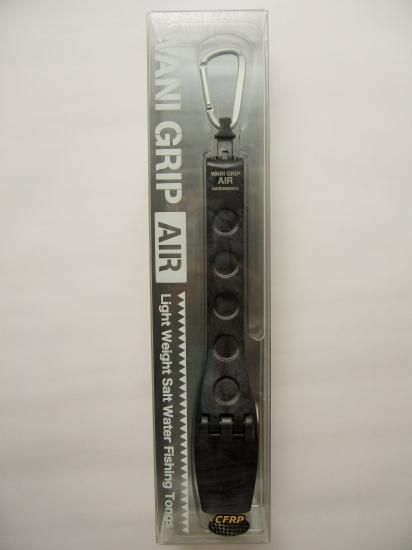 WANI GRIP AIR
Light Weight Salt Water Fishing Tongs
WANI GRIP
AIR
CFRP